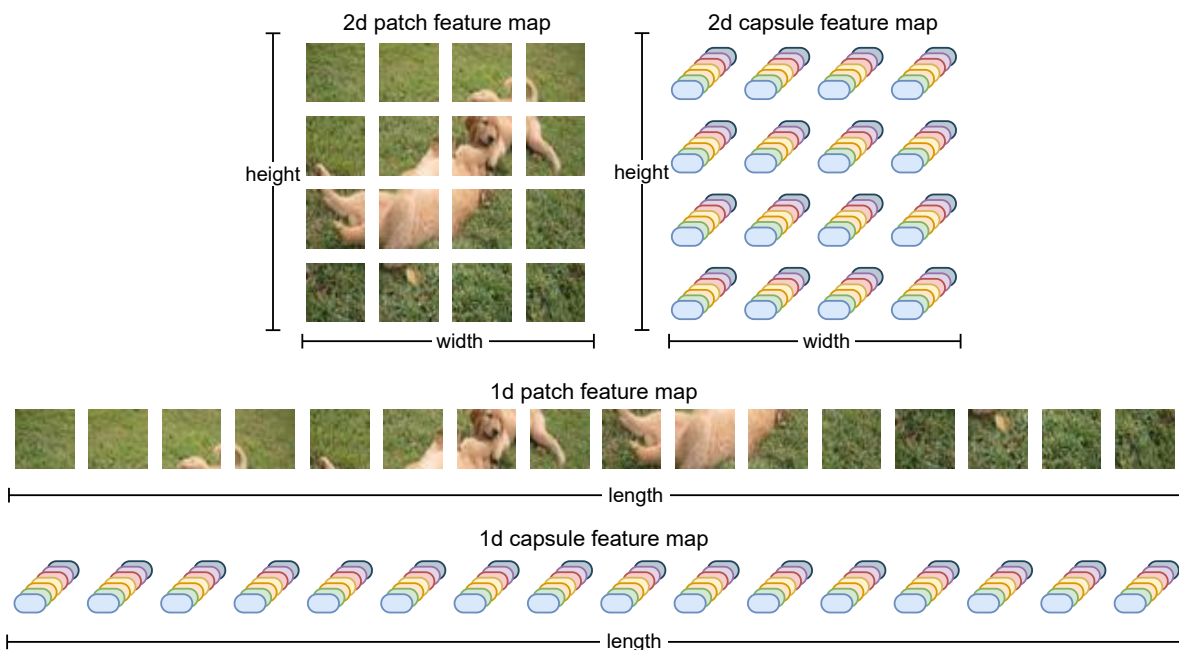 2d patch feature map
2d capsule feature map
height
height
width
width
1d patch feature map
length
1d capsule feature map
length